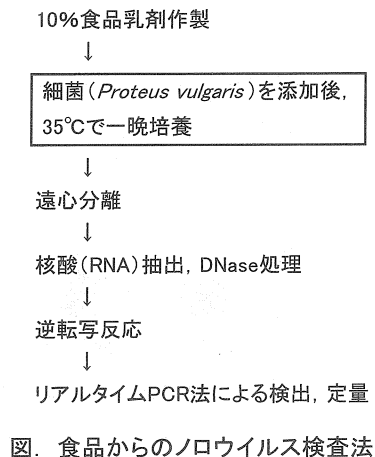 10%食品乳剤作製
↓
細菌(Proteus vulgaris)を添加後,
35℃で一晩培養
↓
遠心分離
↓
核酸(RNA)抽出, DNase処理
↓
逆転写反応
↓
リアルタイムPCR法による検出, 定量
図. 食品からのノロウイルス検査法